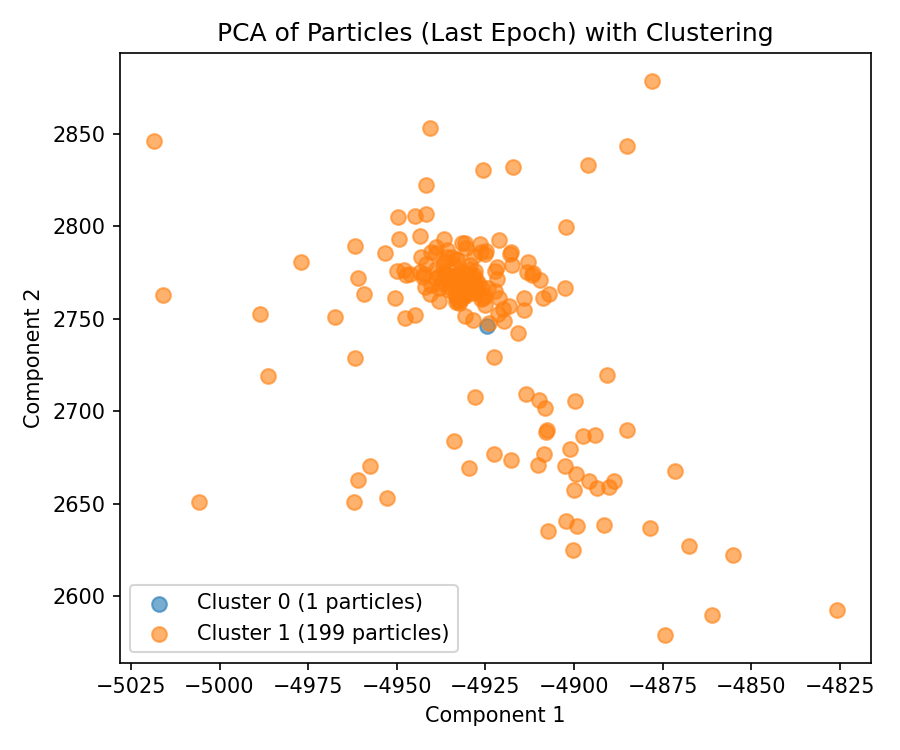 PCA of Particles (Last Epoch) with Clustering
Component 2
2850
2800
2750
2700
2650
2600
Cluster 0 (1 particles)
Cluster 1 (199 particles)
−5025 −5000 −4975 −4950 −4925 −4900 −4875 −4850 −4825
Component 1